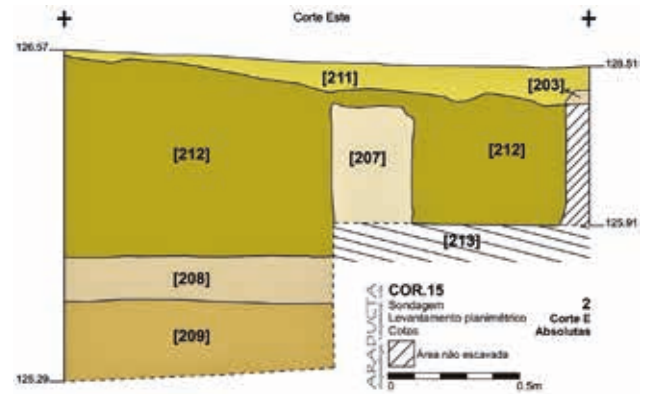 Corte Este
126.57
126.51
[211]
[203]
[212]
[207]
[212]
125.91
[213]
[208]
[209]
125.29
ARADUCTA
COR.15
Sondagem 2
Levantamento planimétrico Corte E
Cotas Absolutas
Área não escavada
0 0.5m